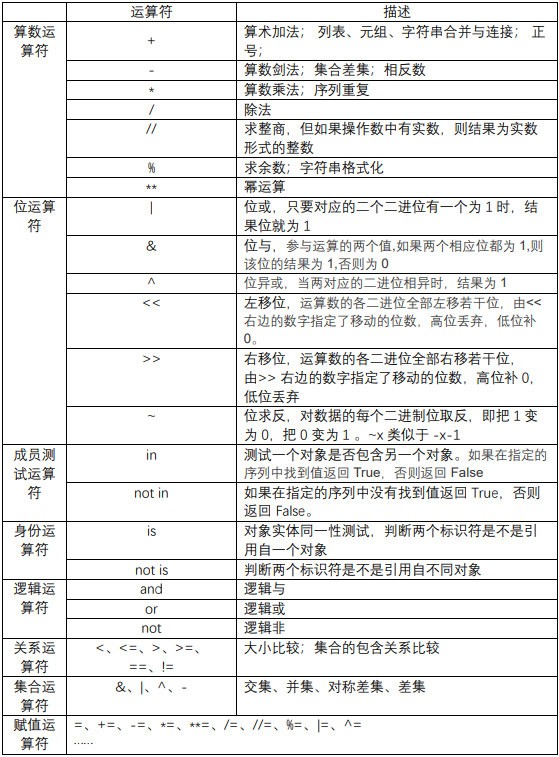 运算符 描述
算数运算符 + 算术加法； 列表、元组、字符串合并与连接； 正号；
- 算数剑法；集合差集；相反数
* 算数乘法；序列重复
/ 除法
// 求整商，但如果操作数中有实数，则结果为实数形式的整数
% 求余数；字符串格式化
** 幂运算
位运算符 | 位或，只要对应的二个二进位有一个为 1 时，结果位就为 1
& 位与，参与运算的两个值,如果两个相应位都为 1,则该位的结果为 1,否则为 0
^ 位异或，当两对应的二进位相异时，结果为 1
<< 左移位，运算数的各二进位全部左移若干位，由<<右边的数字指定了移动的位数，高位丢弃，低位补 0。
>> 右移位，运算数的各二进位全部右移若干位，由>> 右边的数字指定了移动的位数，高位补 0，低位丢弃
~ 位求反，对数据的每个二进制位取反，即把 1 变为 0，把 0 变为 1 。~x 类似于 -x-1
成员测试运算符 in 测试一个对象是否包含另一个对象。如果在指定的序列中找到值返回 True，否则返回 False
not in 如果在指定的序列中没有找到值返回 True，否则返回 False。
身份运算符 is 对象实体同一性测试，判断两个标识符是不是引用自一个对象
not is 判断两个标识符是不是引用自不同对象
逻辑运算符 and 逻辑与
or 逻辑或
not 逻辑非
关系运算符 <、<=、>、>=、==、!= 大小比较；集合的包含关系比较
集合运算符 &、|、^、- 交集、并集、对称差集、差集
赋值运算符 =、+=、-=、*=、**=、/=、//=、%=、|=、^=
……